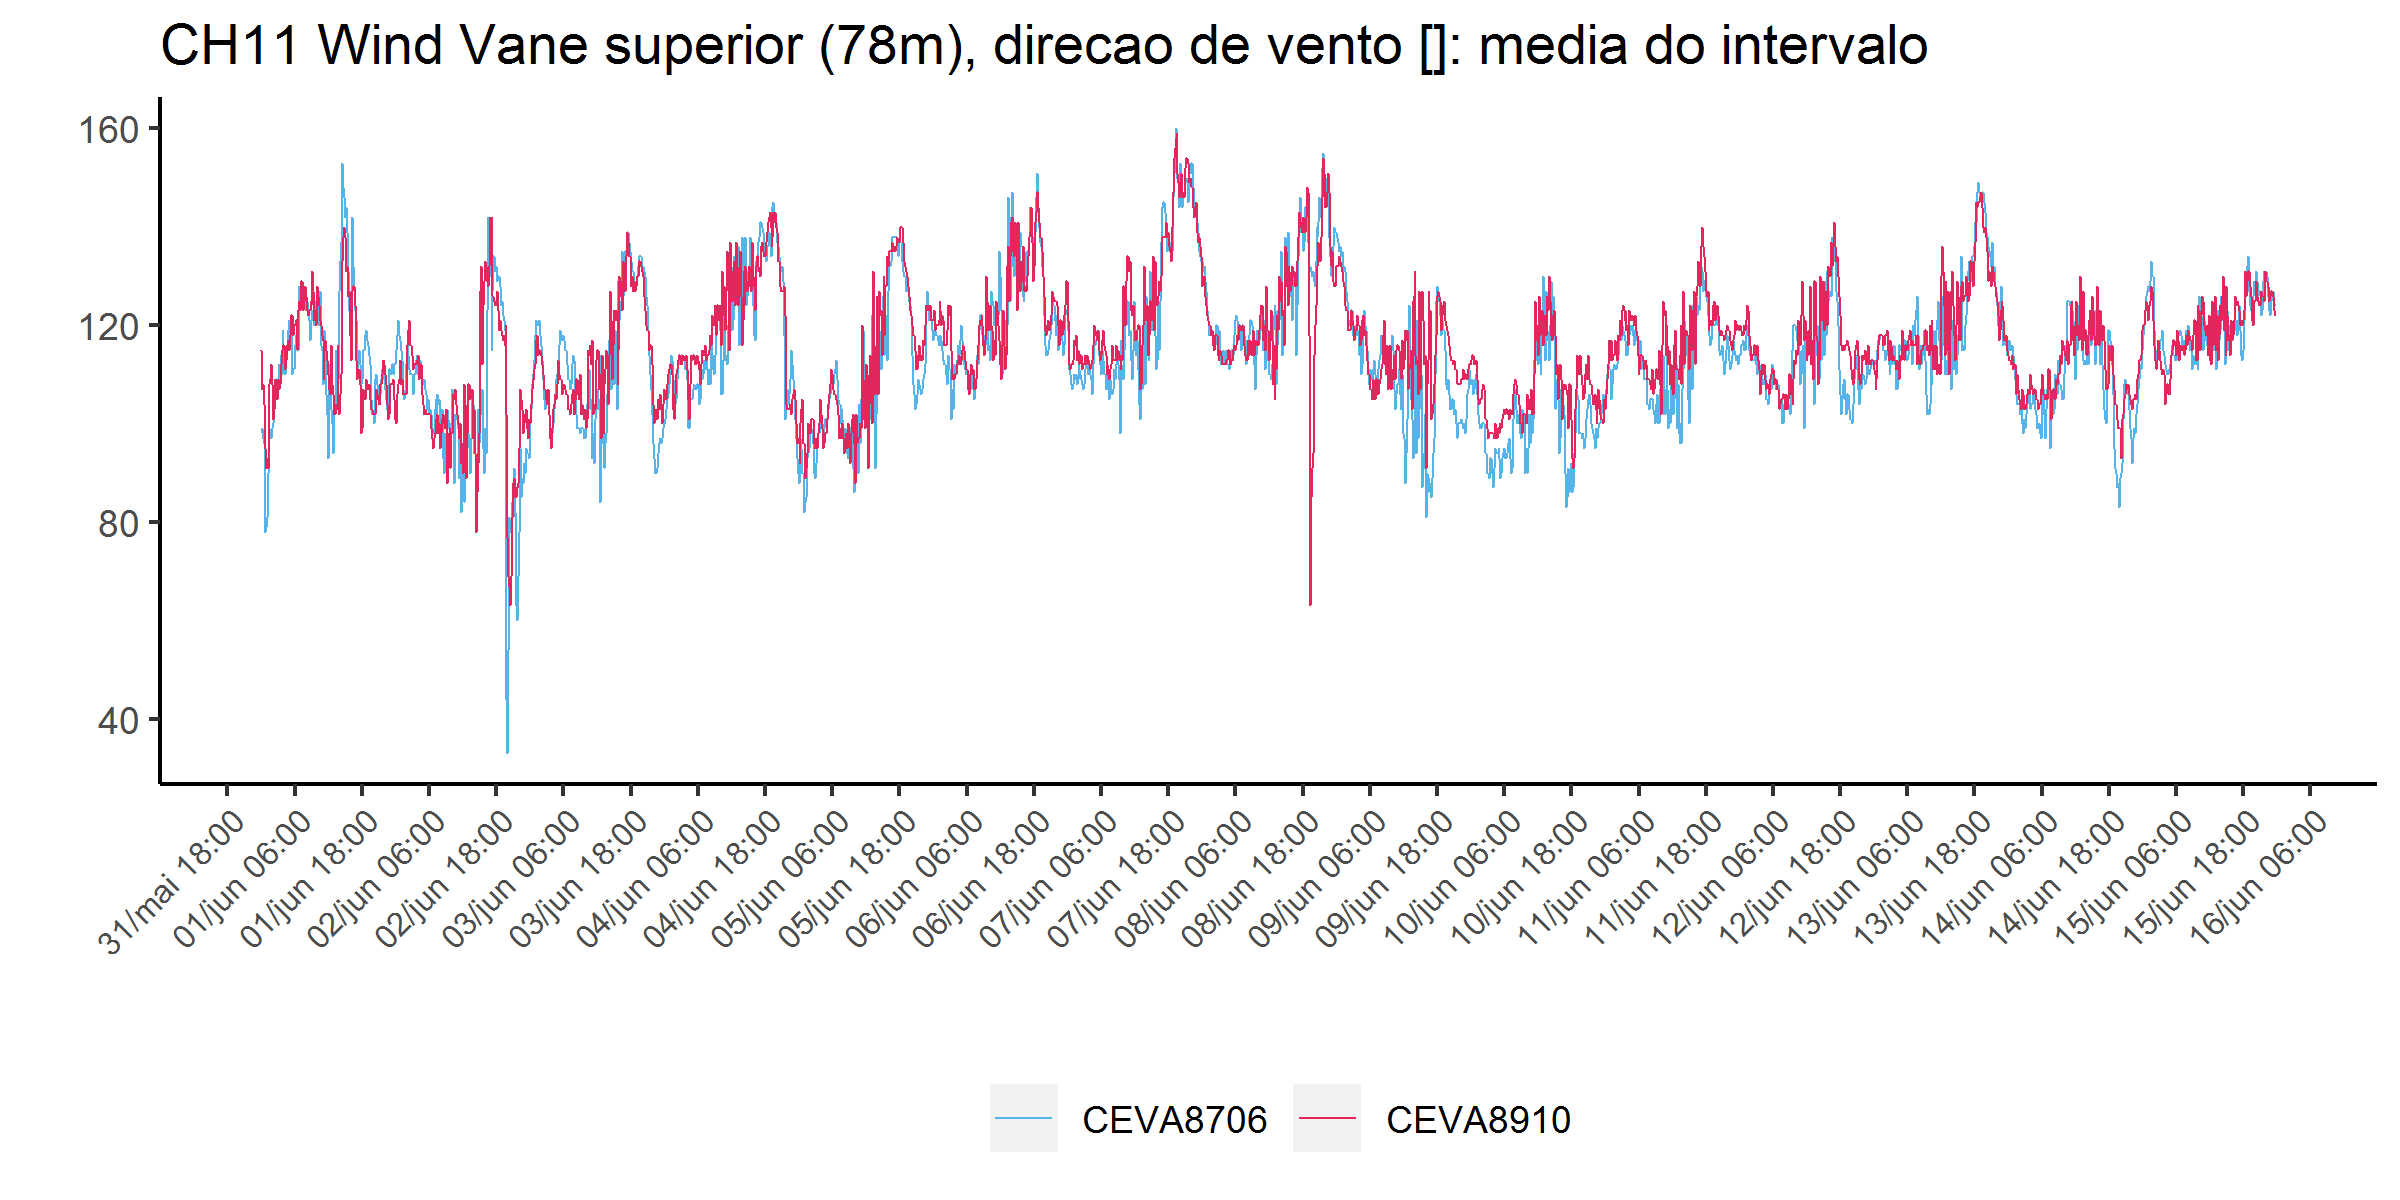 CH11 Wind Vane superior (78m), direcao de vento []: media do intervalo
160
120
80
40
31/mai 18:00
01/jun 06:00
01/jun 18:00
02/jun 06:00
02/jun 18:00
03/jun 06:00
03/jun 18:00
04/jun 06:00
04/jun 18:00
05/jun 06:00
05/jun 18:00
06/jun 06:00
06/jun 18:00
07/jun 06:00
07/jun 18:00
08/jun 06:00
08/jun 18:00
09/jun 06:00
09/jun 18:00
10/jun 06:00
10/jun 18:00
11/jun 06:00
11/jun 18:00
12/jun 06:00
12/jun 18:00
13/jun 06:00
13/jun 18:00
14/jun 06:00
14/jun 18:00
15/jun 06:00
15/jun 18:00
16/jun 06:00
CEVA8706
CEVA8910